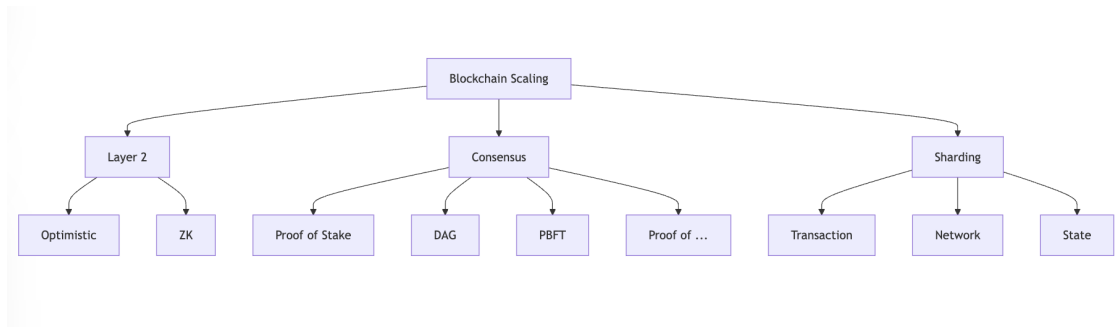 Blockchain Scaling
Layer 2
Consensus
Sharding
Optimistic
ZK
Proof of Stake
DAG
PBFT
Proof of ...
Transaction
Network
State